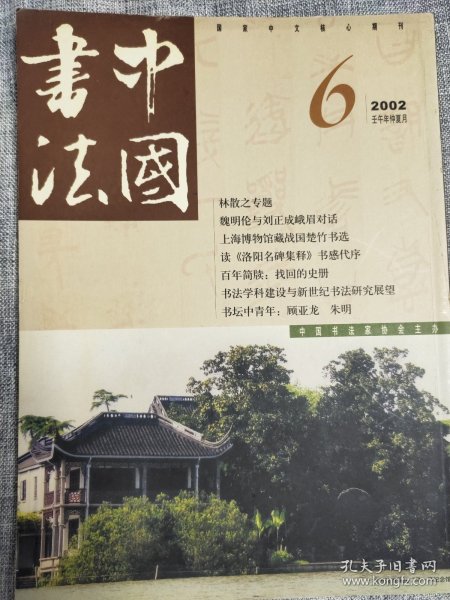 国家中文核心期刊
中國
書法
6
2002
壬午年仲夏月
林散之专题
魏明伦与刘正成峨眉对话
上海博物馆藏战国楚竹书选
读《洛阳名碑集释》书感代序
百年简牍：找回的史册
书法学科建设与新世纪书法研究展望
书坛中青年：顾亚龙 朱明
中国书法家协会主办
孔夫子旧书网
www.kongfz.com